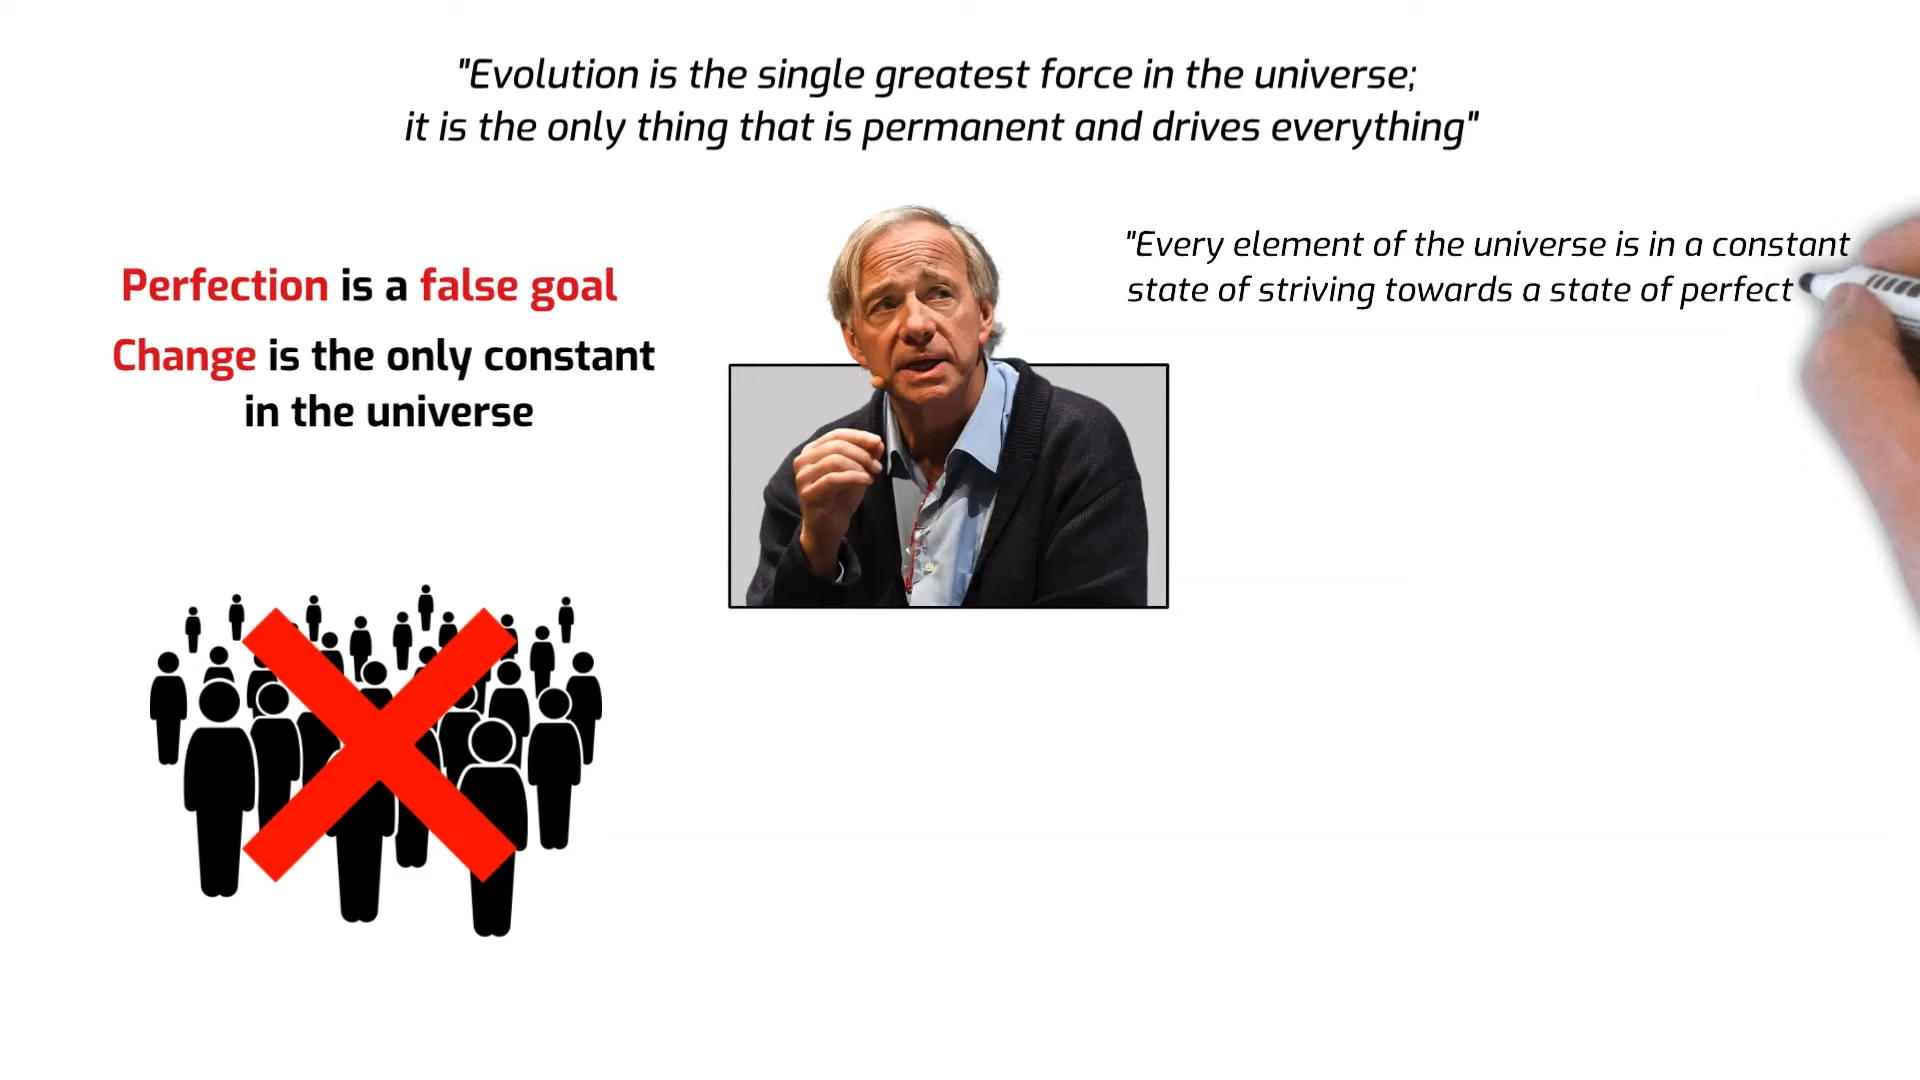 "Evolution is the single greatest force in the universe;
it is the only thing that is permanent and drives everything"
Perfection is a false goal
Change is the only constant
in the universe
"Every element of the universe is in a constant
state of striving towards a state of perfect